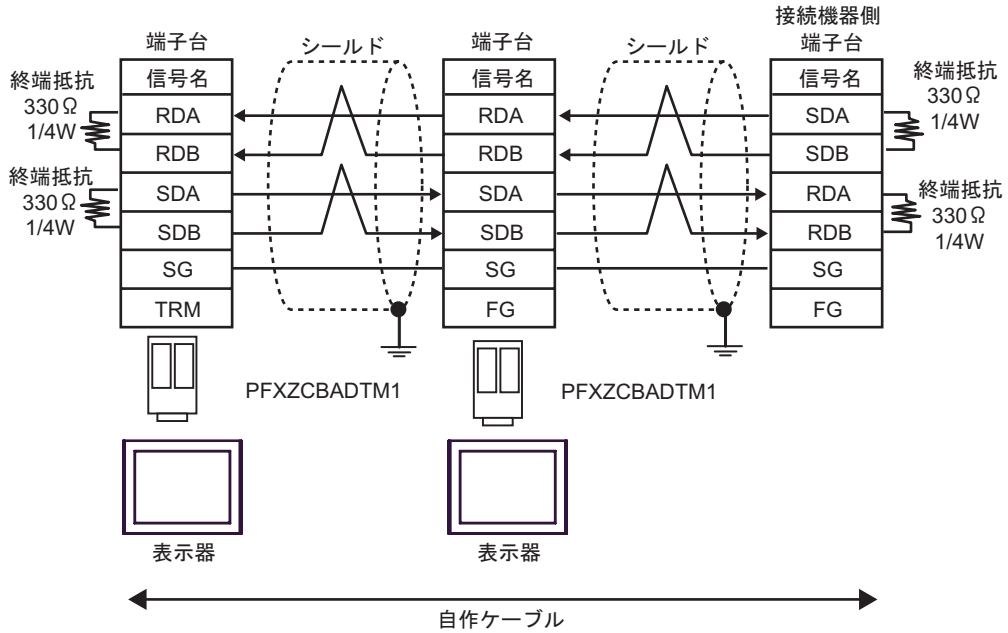 接続機器側
端子台
シールド
端子台
シールド
端子台
終端抵抗
330Ω
1/4W
終端抵抗
330Ω
1/4W
信号名
RDA
RDB
SDA
SDB
SG
TRM
信号名
RDA
RDB
SDA
SDB
SG
FG
信号名
SDA
SDB
RDA
RDB
SG
FG
終端抵抗
330Ω
1/4W
終端抵抗
330Ω
1/4W
PFXZCBADTM1
PFXZCBADTM1
表示器
表示器
自作ケーブル